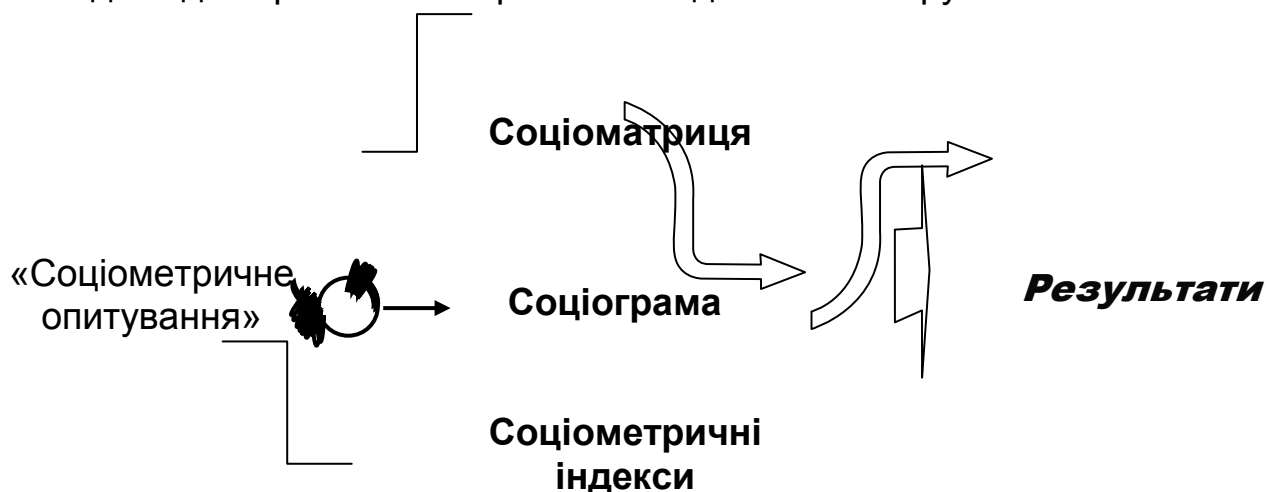 Соціоматриця
«Соціометричне
опитування»
Соціограма
Результати
Соціометричні
індекси